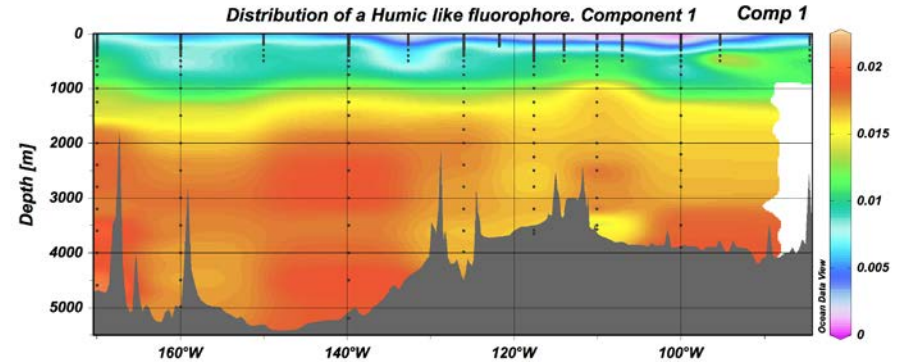 Distribution of a Humic like fluorophore. Component 1
Comp 1
Depth [m]
0
1000
2000
3000
4000
5000
160°W
140°W
120°W
100°W
0.02
0.015
0.01
0.005
0
Ocean Data View